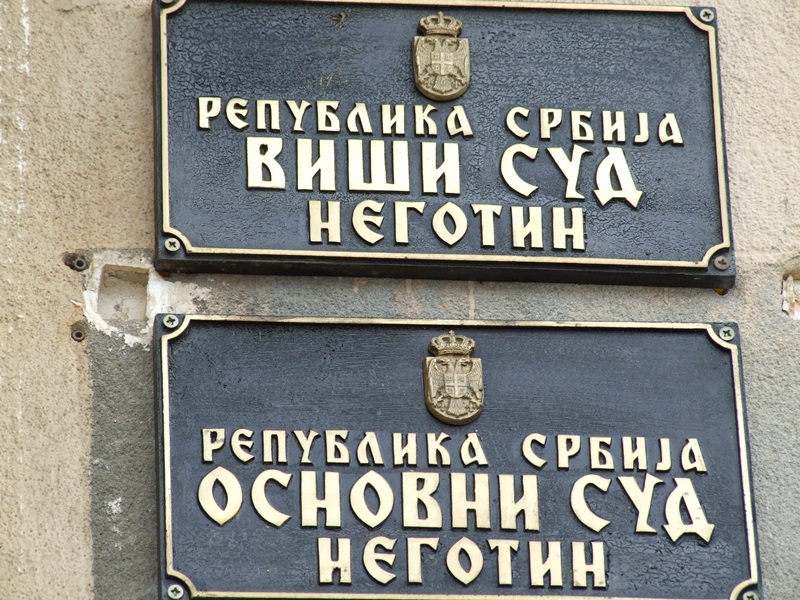 РЕПУБЛИКА СРБИЈА
ВИШИ СУД
НЕГОТИН
РЕПУБЛИКА СРБИЈА
ОСНОВНИ СУД
НЕГОТИН